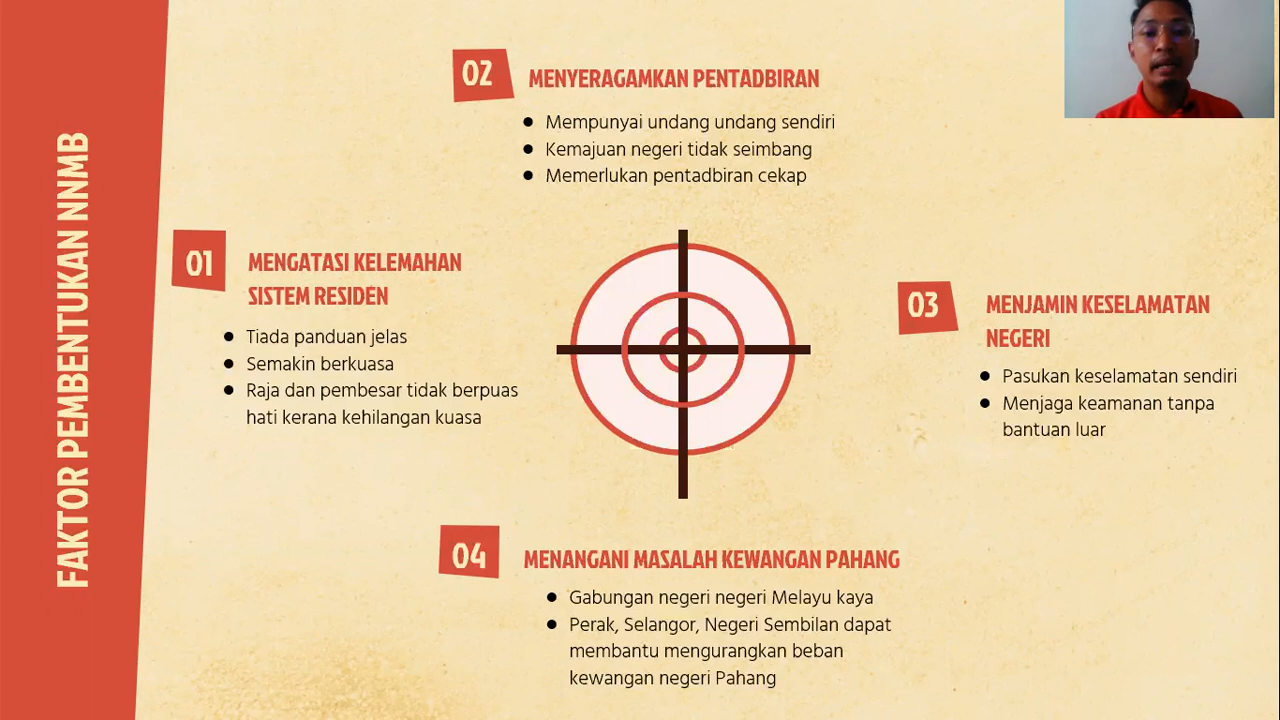 FAKTOR PEMBENTUKAN NNMB
01
MENGATASI KELEMAHAN
SISTEM RESIDEN
● Tiada panduan jelas
● Semakin berkuasa
● Raja dan pembesar tidak berpuas
hati kerana kehilangan kuasa
02
MENYERAGAMKAN PENTADBIRAN
● Mempunyai undang undang sendiri
● Kemajuan negeri tidak seimbang
● Memerlukan pentadbiran cekap
03
MENJAMIN KESELAMATAN
NEGERI
● Pasukan keselamatan sendiri
● Menjaga keamanan tanpa
bantuan luar
04
MENANGANI MASALAH KEWANGAN PAHANG
● Gabungan negeri negeri Melayu kaya
● Perak, Selangor, Negeri Sembilan dapat
membantu mengurangkan beban
kewangan negeri Pahang